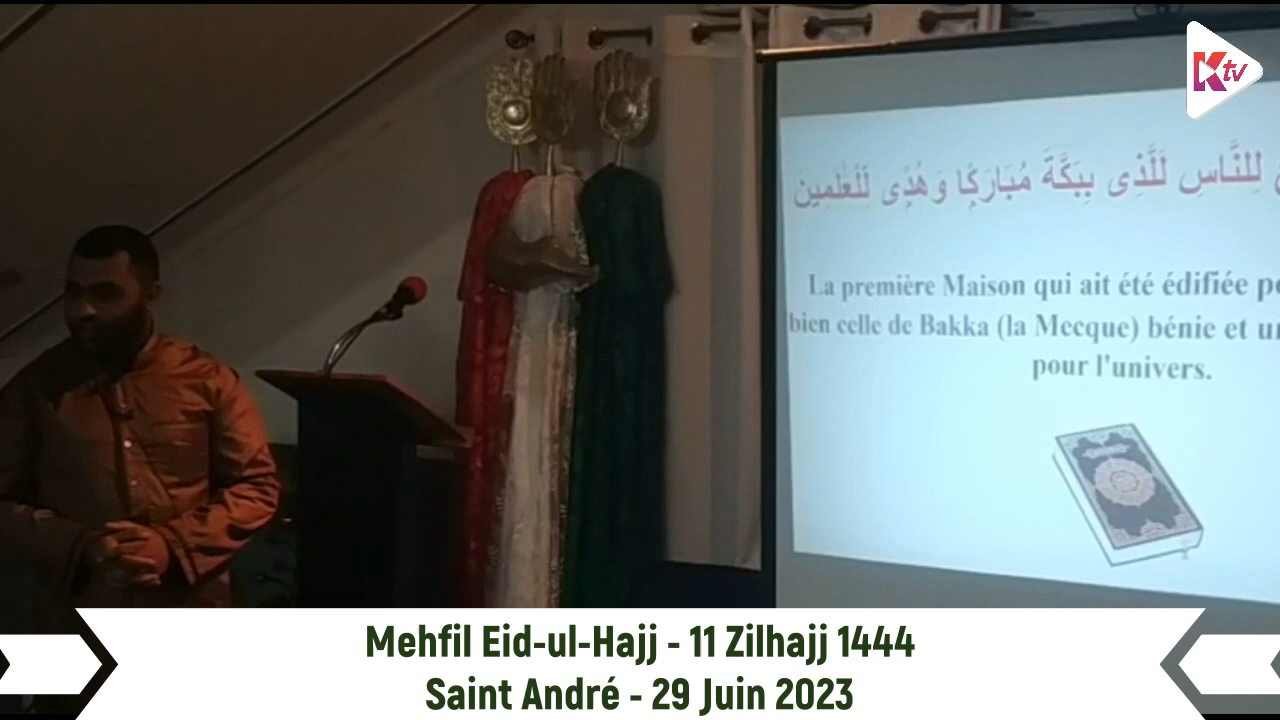 Ktv
لِلنَّاسِ لَلَّذِى بِبَكَّةَ مُبَارَكًا وَهُدًى لِّلْعَٰلَمِينَ
La première Maison qui ait été édifiée
bien celle de Bakka (la Mecque) bénie et
pour l'univers.
Mehfil Eid-ul-Hajj - 11 Zilhajj 1444
Saint André - 29 Juin 2023